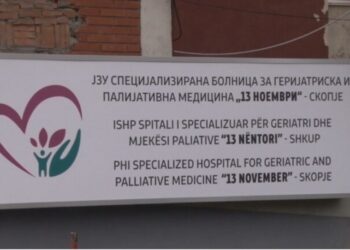 ЈЗУ СПЕЦИЈАЛИЗИРАНА БОЛНИЦА ЗА ГЕРИЈАТРИСКА И
ПАЛИЈАТИВНА МЕДИЦИНА „13 НОЕМВРИ“ - СКОПЈЕ
ISHP SPITALI I SPECIALIZUAR PËR GERIATRI DHE
MJEKËSI PALIATIVE "13 NËNTORI" - SHKUP
PHI SPECIALIZED HOSPITAL FOR GERIATRIC AND
PALLIATIVE MEDICINE "13 NOVEMBER" - SKOPJE